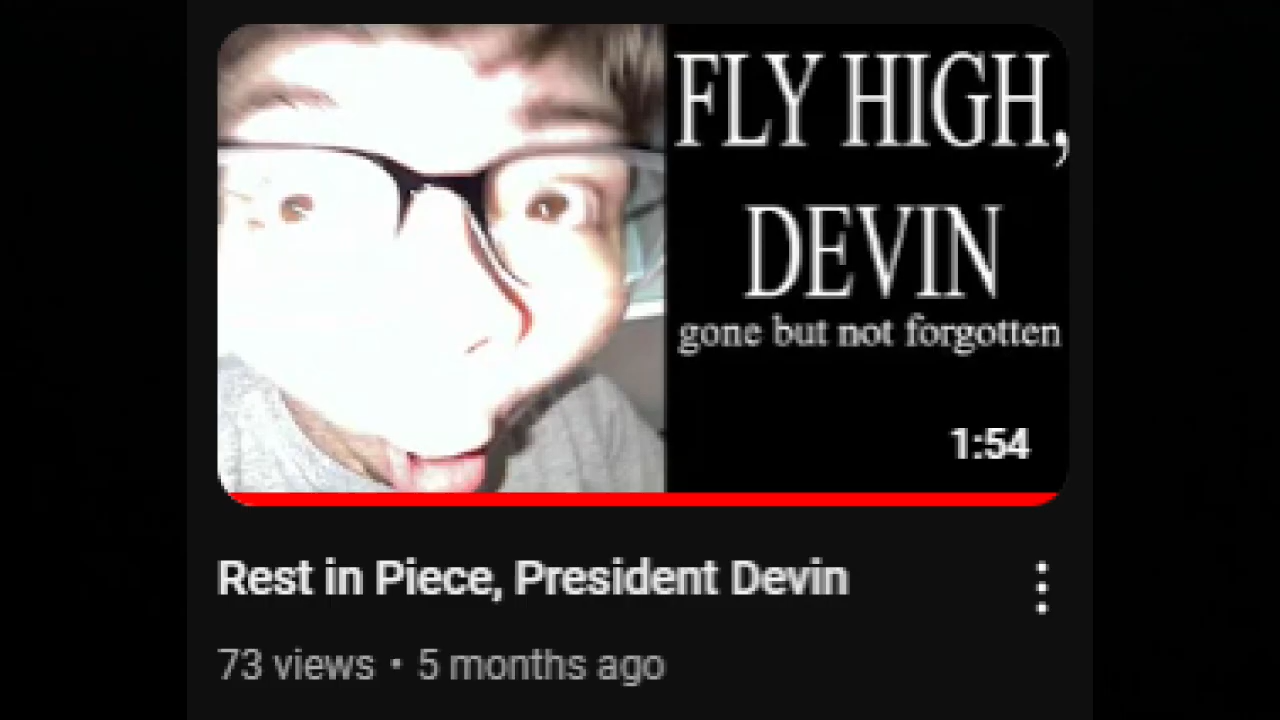 FLY HIGH,
DEVIN
gone but not forgotten
1:54
Rest in Piece, President Devin
73 views • 5 months ago